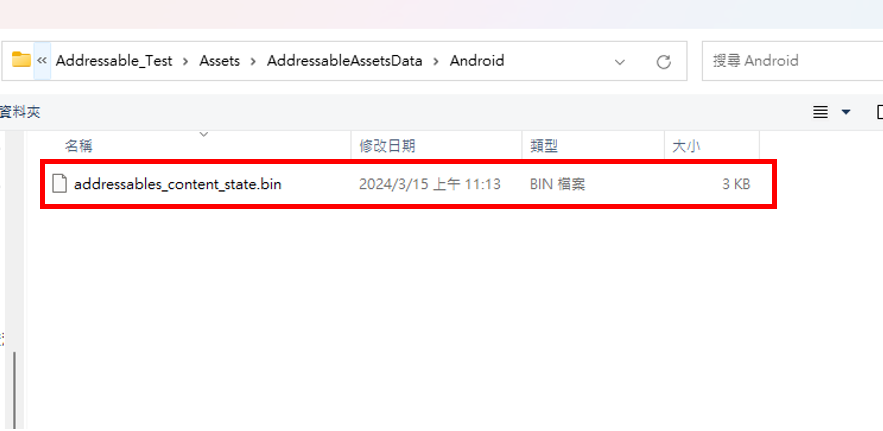 « Addressable_Test > Assets > AddressableAssetsData > Android
搜尋 Android
資料夾
名稱 修改日期 類型 大小
addressables_content_state.bin 2024/3/15 上午 11:13 BIN 檔案 3 KB